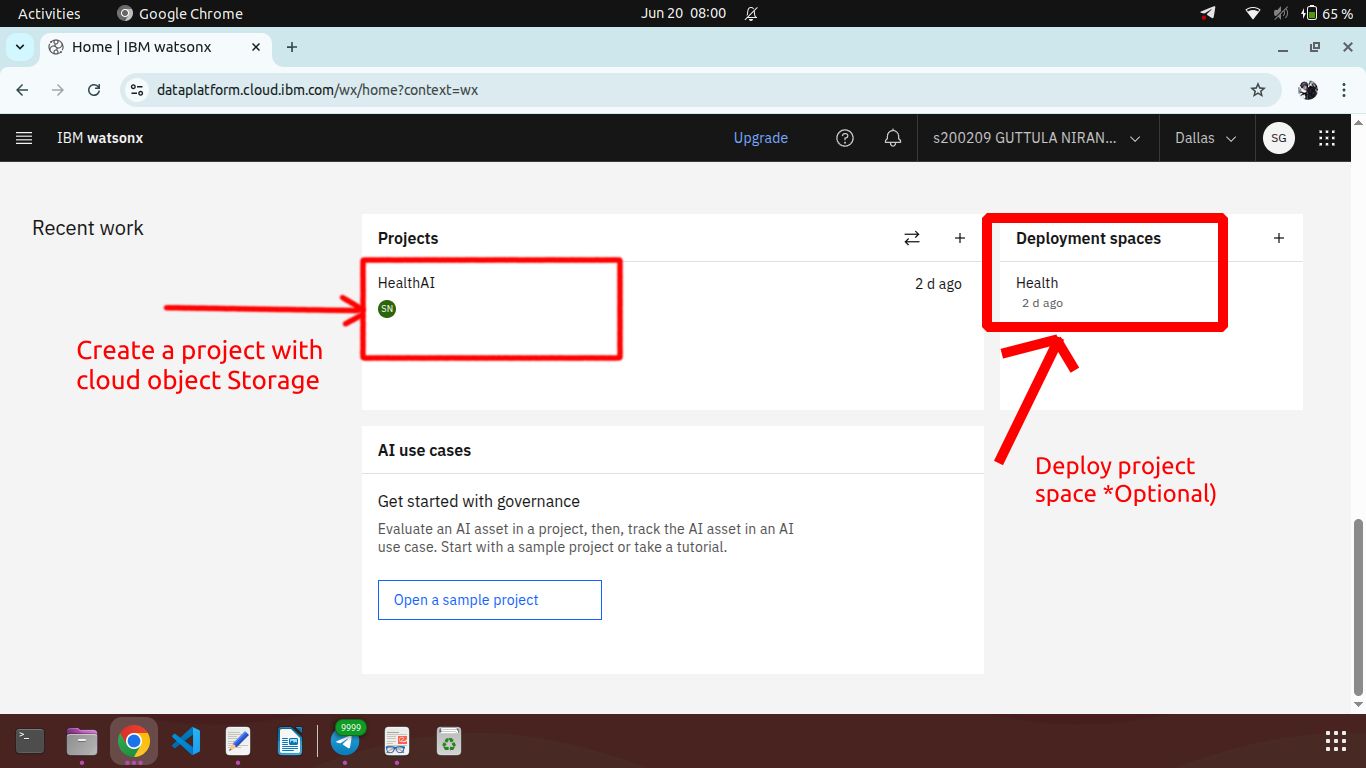 Activities
Google Chrome
Jun 20 08:00
65 %
Home | IBM watsonx
dataplatform.cloud.ibm.com/wx/home?context=wx
IBM watsonx
Upgrade
s200209 GUTTULA NIRAN...
Dallas
SG
Recent work
Projects
HealthAI
2 d ago
SN
Deployment spaces
Health
2 d ago
Create a project with
cloud object Storage
Deploy project
space *Optional)
AI use cases
Get started with governance
Evaluate an AI asset in a project, then, track the AI asset in an AI
use case. Start with a sample project or take a tutorial.
Open a sample project
9999